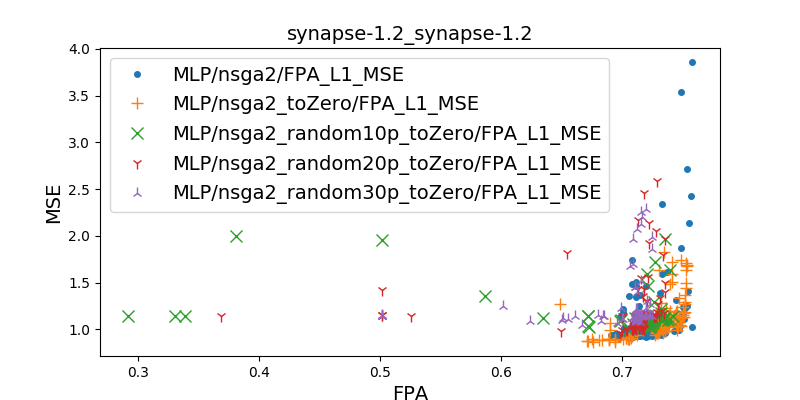 synapse-1.2_synapse-1.2
MLP/nsga2/FPA_L1_MSE
MLP/nsga2_toZero/FPA_L1_MSE
MLP/nsga2_random10p_toZero/FPA_L1_MSE
MLP/nsga2_random20p_toZero/FPA_L1_MSE
MLP/nsga2_random30p_toZero/FPA_L1_MSE
MSE
4.0
3.5
3.0
2.5
2.0
1.5
1.0
0.3 0.4 0.5 0.6 0.7
FPA